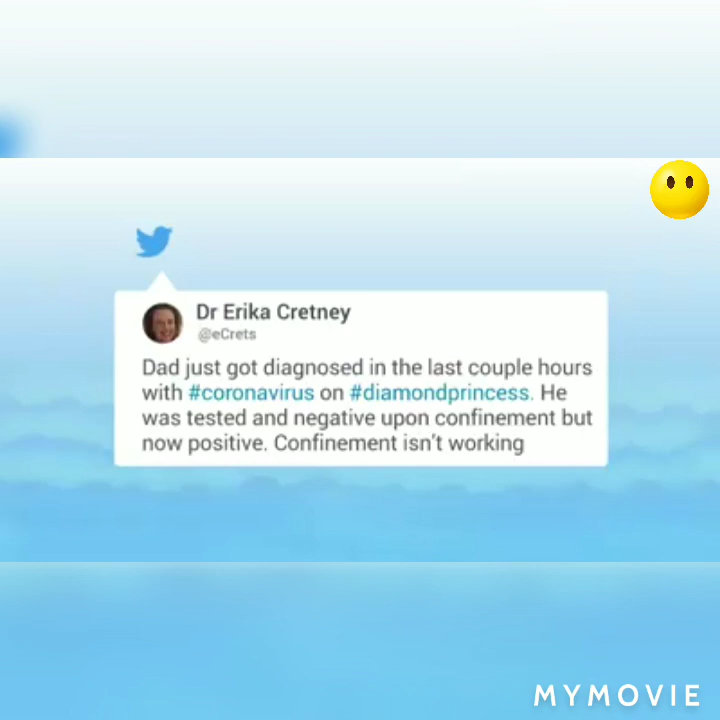 Dr Erika Cretney
@eCrets
Dad just got diagnosed in the last couple hours
with #coronavirus on #diamondprincess. He
was tested and negative upon confinement but
now positive. Confinement isn't working
MYMOVIE